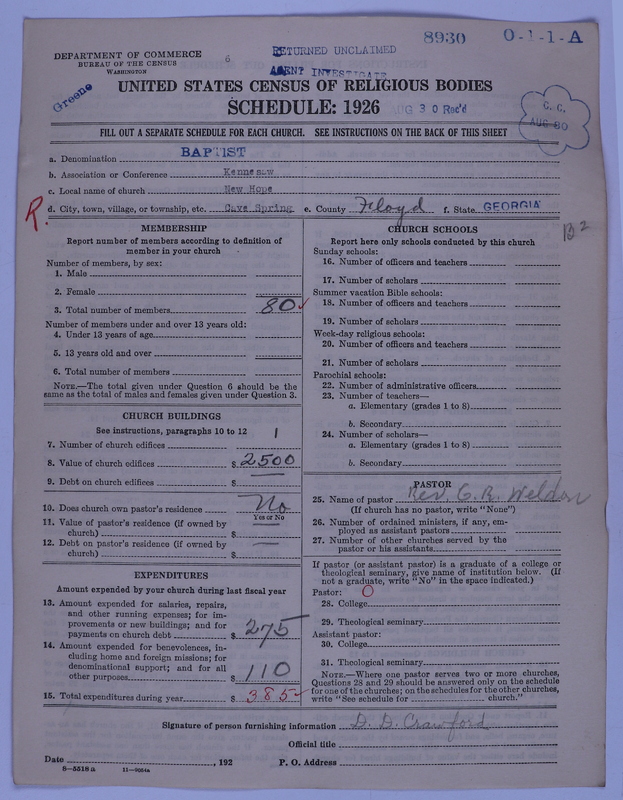 8930 0-1-1-A
DEPARTMENT OF COMMERCE
BUREAU OF THE CENSUS
WASHINGTON
6
RETURNED UNCLAIMED
AGENT INVESTIGATE
Greene
UNITED STATES CENSUS OF RELIGIOUS BODIES
SCHEDULE: 1926
AUG 30 Rec'd
C. C.
AUG 30
FILL OUT A SEPARATE SCHEDULE FOR EACH CHURCH. SEE INSTRUCTIONS ON THE BACK OF THIS SHEET
a. Denomination BAPTIST
b. Association or Conference Kennesaw
c. Local name of church New Hope
d. City, town, village, or township, etc. Cave Spring e. County Floyd f. State GEORGIA
R.
B2
MEMBERSHIP
Report number of members according to definition of
member in your church
Number of members, by sex:
1. Male
2. Female
3. Total number of members 80 ✓
Number of members under and over 13 years old:
4. Under 13 years of age
5. 13 years old and over
6. Total number of members
NOTE.—The total given under Question 6 should be the
same as the total of males and females given under Question 3.
CHURCH BUILDINGS
See instructions, paragraphs 10 to 12
7. Number of church edifices 1
8. Value of church edifices $ 2500
9. Debt on church edifices $ —
10. Does church own pastor's residence No
Yes or No
11. Value of pastor's residence (if owned by
church) $
12. Debt on pastor's residence (if owned by
church) $ —
EXPENDITURES
Amount expended by your church during last fiscal year
13. Amount expended for salaries, repairs,
and other running expenses; for im-
provements or new buildings; and for
payments on church debt $ 275
14. Amount expended for benevolences, in-
cluding home and foreign missions; for
denominational support; and for all
other purposes $ 110
15. Total expenditures during year $ 385 ✓
CHURCH SCHOOLS
Report here only schools conducted by this church
Sunday schools:
16. Number of officers and teachers
17. Number of scholars
Summer vacation Bible schools:
18. Number of officers and teachers
19. Number of scholars
Week-day religious schools:
20. Number of officers and teachers
21. Number of scholars
Parochial schools:
22. Number of administrative officers
23. Number of teachers—
a. Elementary (grades 1 to 8)
b. Secondary
24. Number of scholars—
a. Elementary (grades 1 to 8)
b. Secondary
PASTOR
25. Name of pastor Rev. G. R. Weldon
(If church has no pastor, write "None")
26. Number of ordained ministers, if any, em-
ployed as assistant pastors
27. Number of other churches served by the
pastor or his assistants
If pastor (or assistant pastor) is a graduate of a college or
theological seminary, give name of institution below. (If
not a graduate, write "No" in the space indicated.)
Pastor: O
28. College
29. Theological seminary
Assistant pastor:
30. College
31. Theological seminary
NOTE.—Where one pastor serves two or more churches,
Questions 28 and 29 should be answered only on the schedule
for one of the churches; on the schedules for the other churches,
write "See schedule for church."
Signature of person furnishing information D. D. Crawford
Official title
Date , 192 P. O. Address
8—5518 a 11—9064a